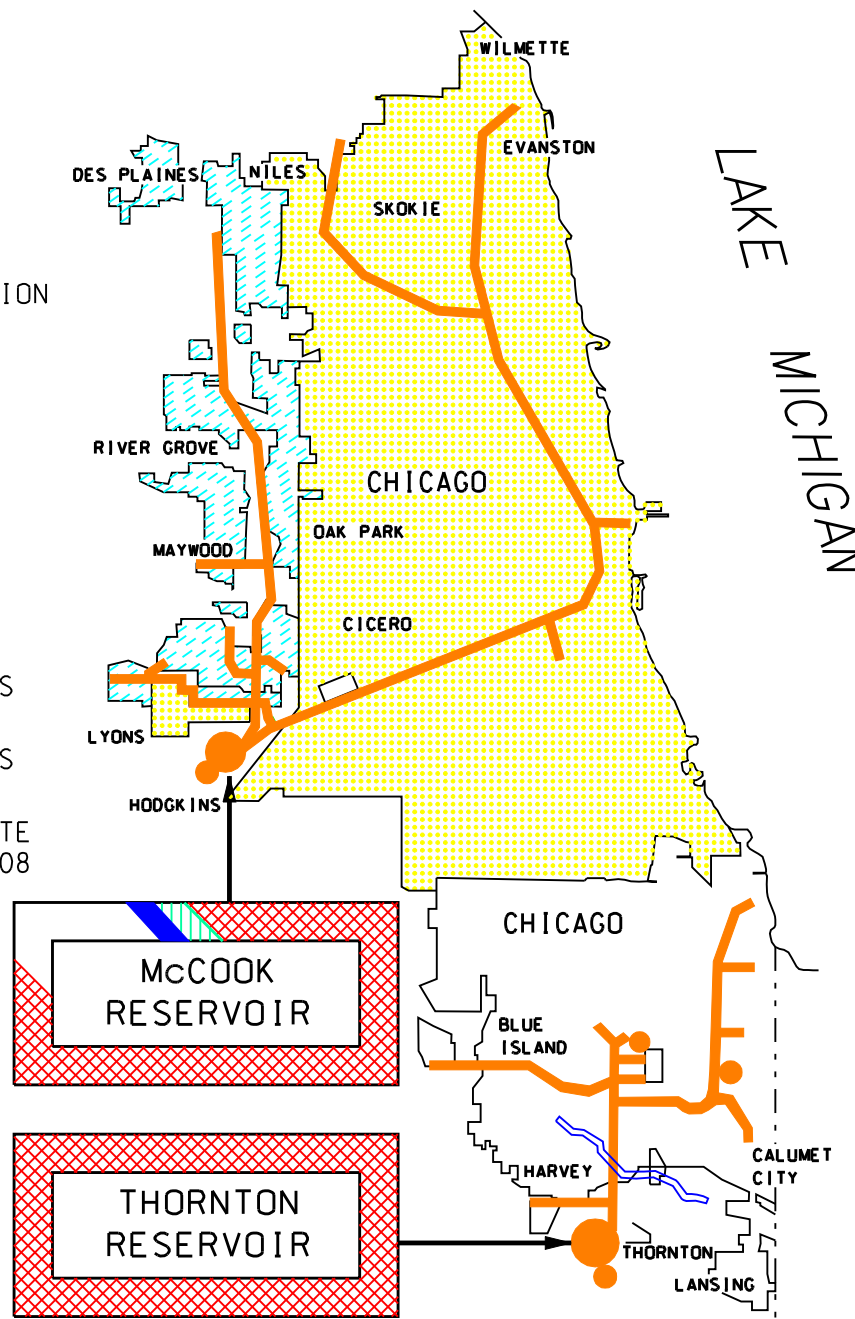 WILMETTE
EVANSTON
DES PLAINES
NILES
SKOKIE
LAKE
MICHIGAN
ION
RIVER GROVE
CHICAGO
OAK PARK
MAYWOOD
CICERO
S
LYONS
S
HODGKINS
TE
08
McCOOK
RESERVOIR
CHICAGO
BLUE
ISLAND
HARVEY
CALUMET
CITY
THORNTON
RESERVOIR
THORNTON
LANSING